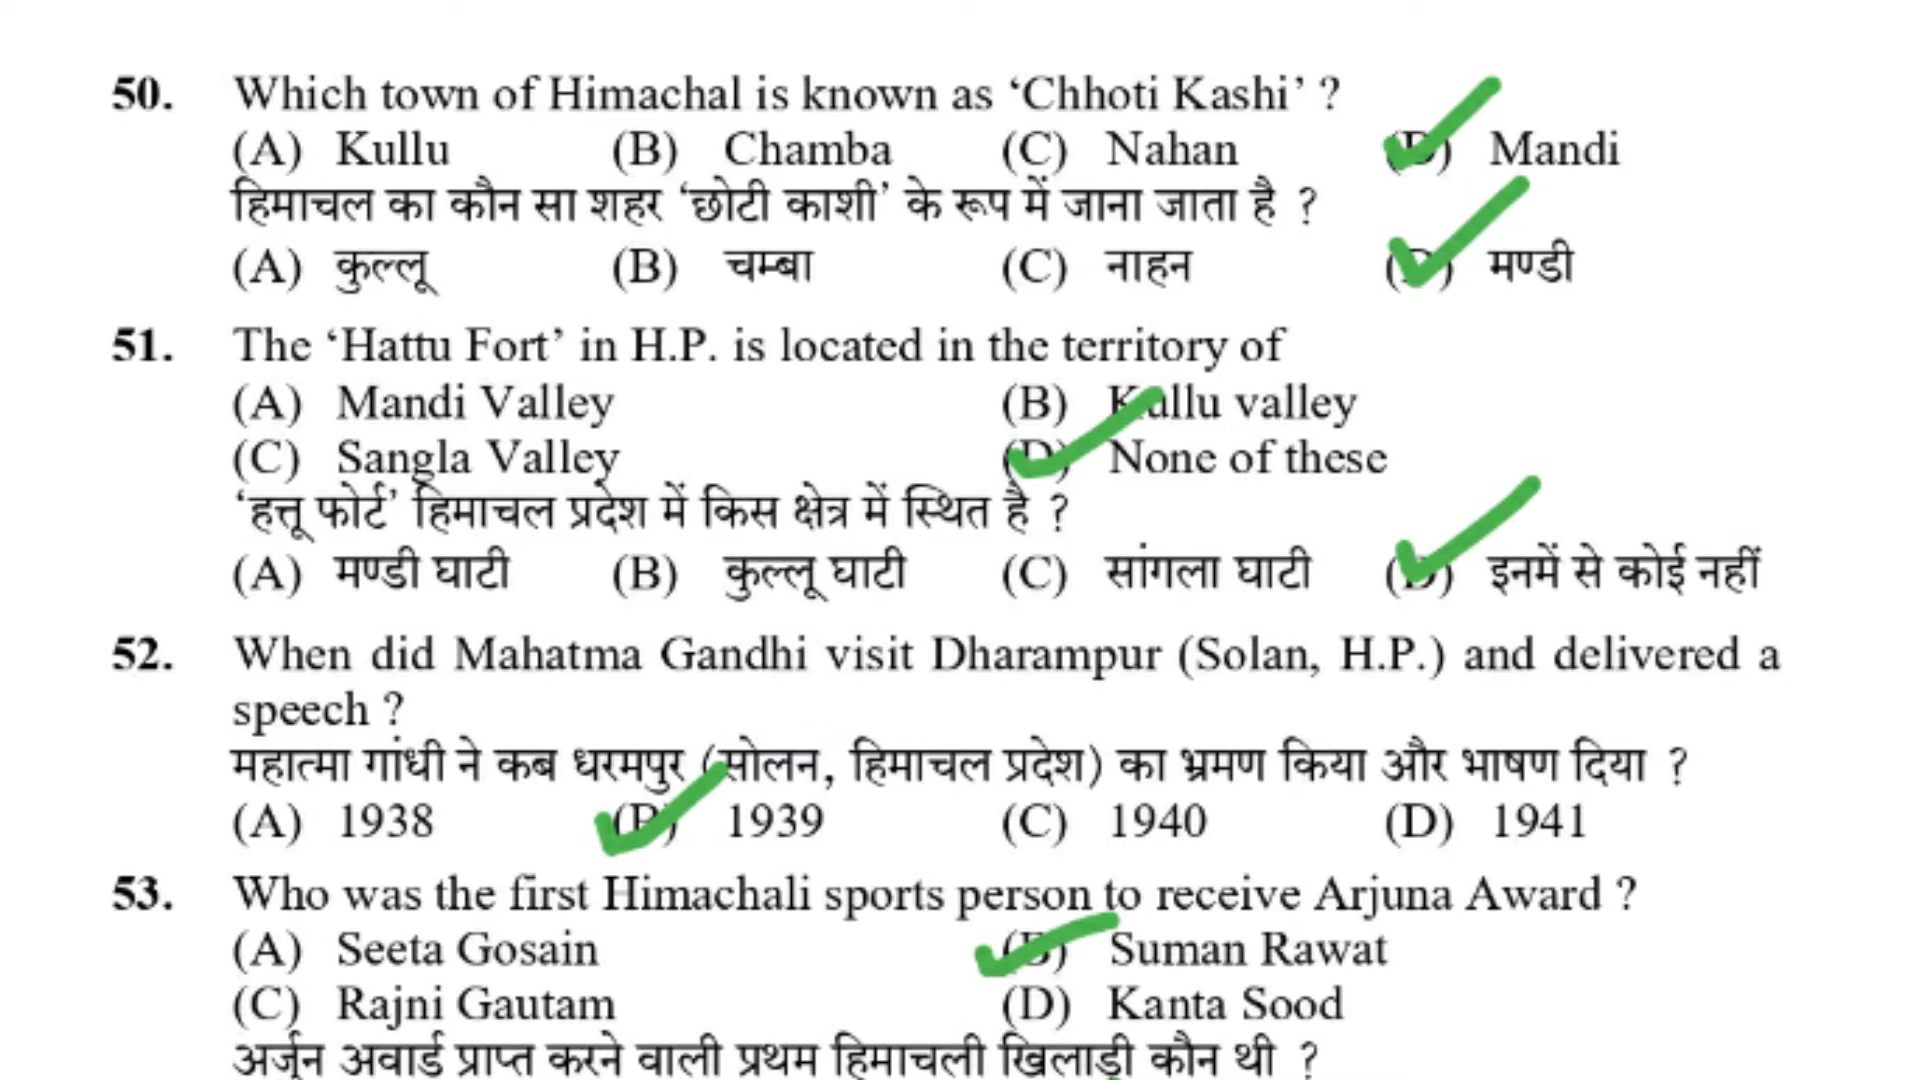 50. Which town of Himachal is known as ‘Chhoti Kashi’ ?
(A) Kullu (B) Chamba (C) Nahan (D) Mandi
हिमाचल का कौन सा शहर ‘छोटी काशी’ के रूप में जाना जाता है ?
(A) कुल्लू (B) चम्बा (C) नाहन (D) मण्डी
51. The ‘Hattu Fort’ in H.P. is located in the territory of
(A) Mandi Valley (B) Kullu valley
(C) Sangla Valley (D) None of these
‘हत्तू फोर्ट’ हिमाचल प्रदेश में किस क्षेत्र में स्थित है ?
(A) मण्डी घाटी (B) कुल्लू घाटी (C) सांगला घाटी (D) इनमें से कोई नहीं
52. When did Mahatma Gandhi visit Dharampur (Solan, H.P.) and delivered a
speech ?
महात्मा गांधी ने कब धरमपुर (सोलन, हिमाचल प्रदेश) का भ्रमण किया और भाषण दिया ?
(A) 1938 (B) 1939 (C) 1940 (D) 1941
53. Who was the first Himachali sports person to receive Arjuna Award ?
(A) Seeta Gosain (B) Suman Rawat
(C) Rajni Gautam (D) Kanta Sood
अर्जुन अवार्ड प्राप्त करने वाली प्रथम हिमाचली खिलाड़ी कौन थी ?